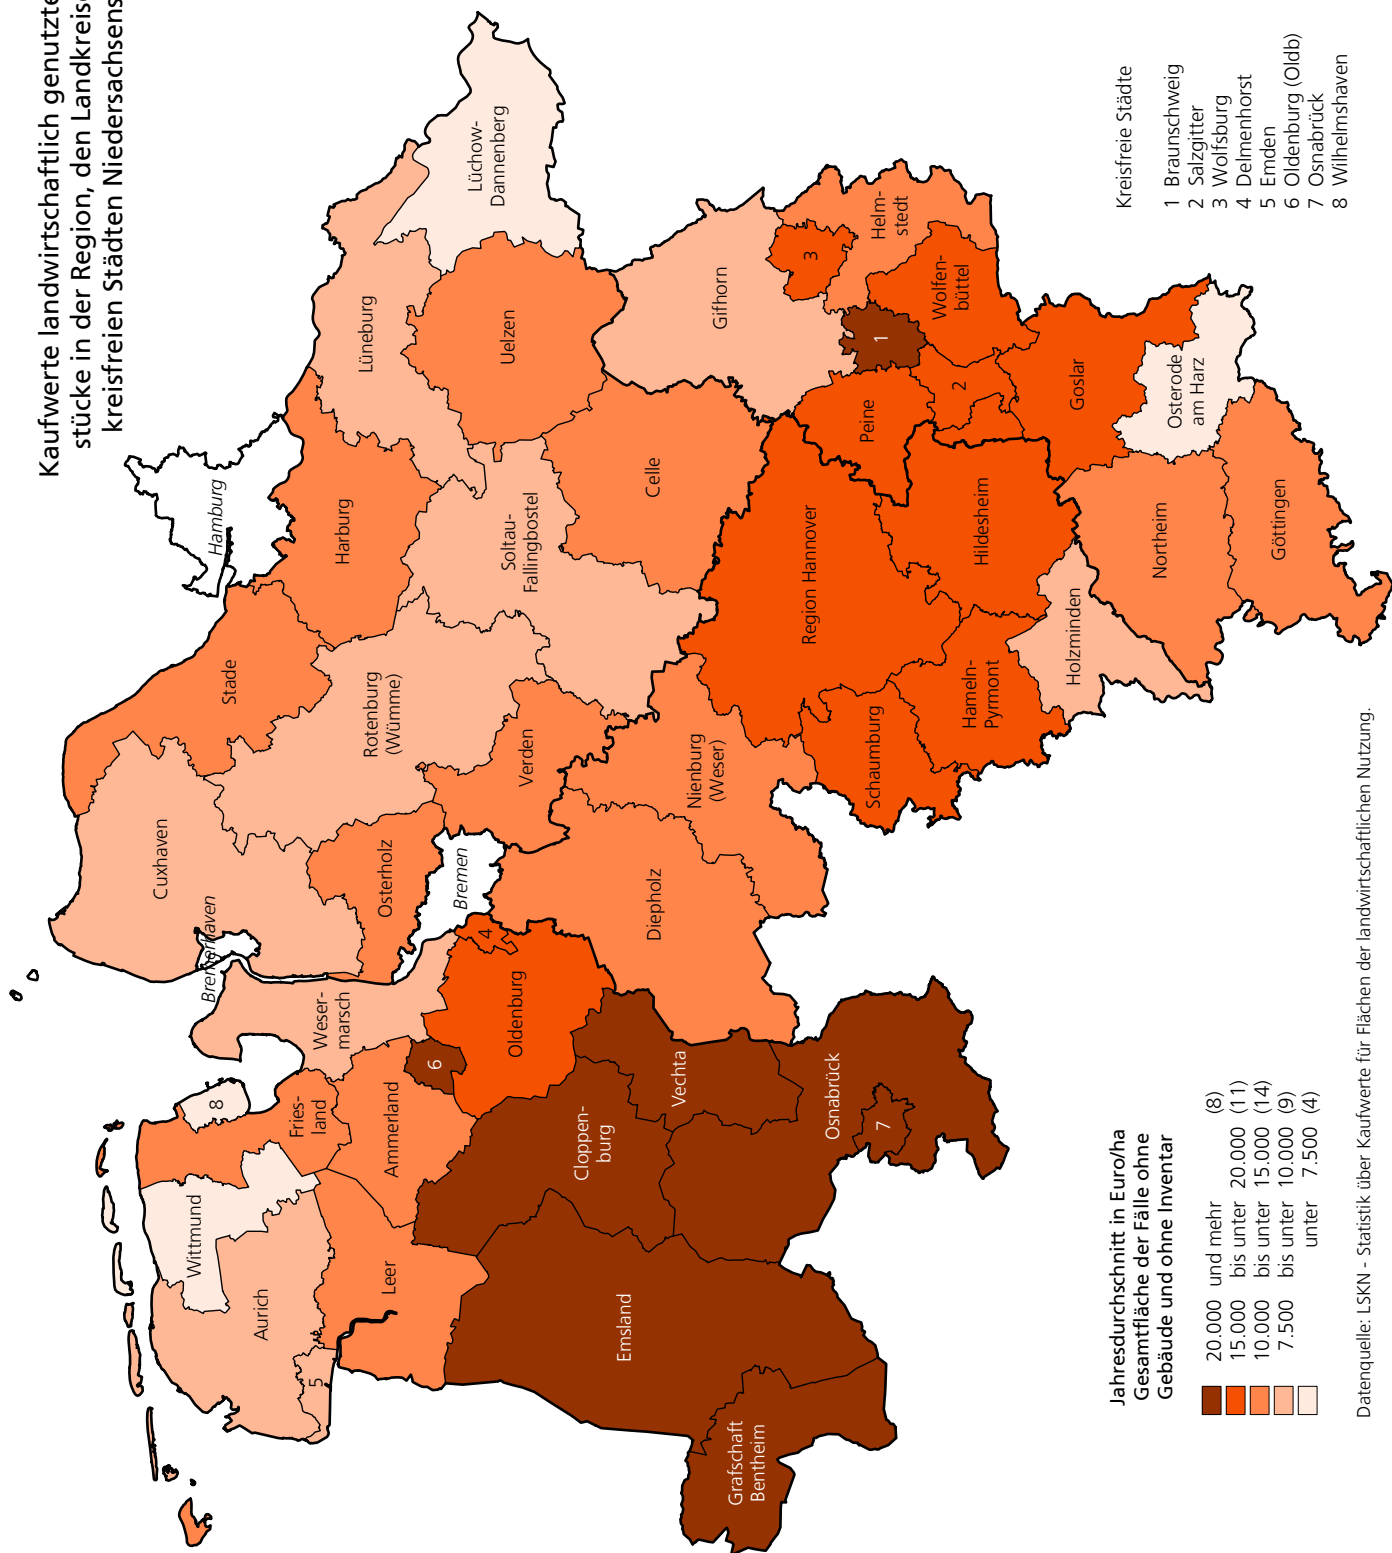 Kaufwerte landwirtschaftlich genutzte
stücke in der Region, den Landkreise
kreisfreien Städten Niedersachsens
Hamburg
Stade
Harburg
Lüneburg
Lüchow-
Dannenberg
Uelzen
Cuxhaven
Bremerhaven
Rotenburg
(Wümme)
Soltau-
Fallingbostel
Celle
Gifhorn
Osterholz
Bremen
Verden
Wittmund
Aurich
8
Fries-
land
Weser-
marsch
Ammerland
Leer
5
6
4
Oldenburg
Diepholz
Nienburg
(Weser)
Region Hannover
Peine
3
Helm-
stedt
1
Wolfen-
büttel
2
Emsland
Cloppen-
burg
Vechta
Osnabrück
7
Grafschaft
Bentheim
Schaumburg
Hameln-
Pyrmont
Hildesheim
Goslar
Holzminden
Northeim
Osterode
am Harz
Göttingen
Kreisfreie Städte
1 Braunschweig
2 Salzgitter
3 Wolfsburg
4 Delmenhorst
5 Emden
6 Oldenburg (Oldb)
7 Osnabrück
8 Wilhelmshaven
Jahresdurchschnitt in Euro/ha
Gesamtfläche der Fälle ohne
Gebäude und ohne Inventar
20.000 und mehr (8)
15.000 bis unter 20.000 (11)
10.000 bis unter 15.000 (14)
7.500 bis unter 10.000 (9)
unter 7.500 (4)
Datenquelle: LSKN - Statistik über Kaufwerte für Flächen der landwirtschaftlichen Nutzung.